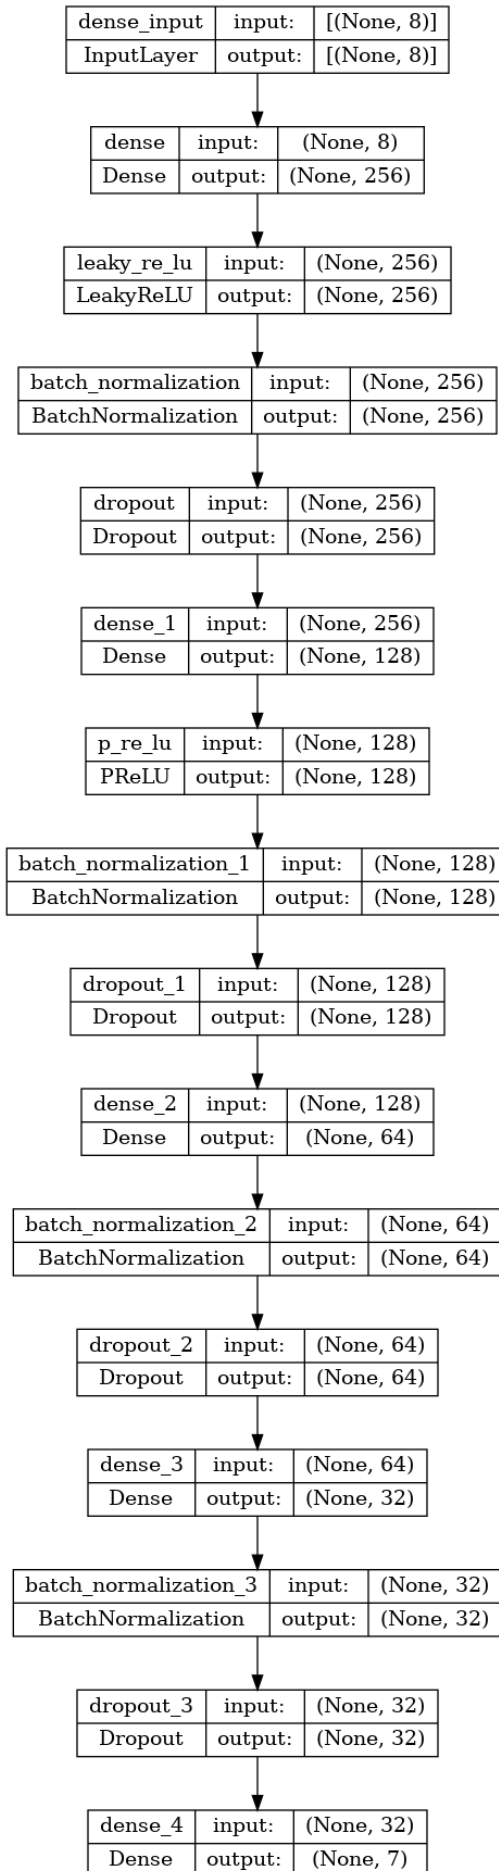 dense_input input: [(None, 8)]
InputLayer output: [(None, 8)]
dense input: (None, 8)
Dense output: (None, 256)
leaky_re_lu input: (None, 256)
LeakyReLU output: (None, 256)
batch_normalization input: (None, 256)
BatchNormalization output: (None, 256)
dropout input: (None, 256)
Dropout output: (None, 256)
dense_1 input: (None, 256)
Dense output: (None, 128)
p_re_lu input: (None, 128)
PReLU output: (None, 128)
batch_normalization_1 input: (None, 128)
BatchNormalization output: (None, 128)
dropout_1 input: (None, 128)
Dropout output: (None, 128)
dense_2 input: (None, 128)
Dense output: (None, 64)
batch_normalization_2 input: (None, 64)
BatchNormalization output: (None, 64)
dropout_2 input: (None, 64)
Dropout output: (None, 64)
dense_3 input: (None, 64)
Dense output: (None, 32)
batch_normalization_3 input: (None, 32)
BatchNormalization output: (None, 32)
dropout_3 input: (None, 32)
Dropout output: (None, 32)
dense_4 input: (None, 32)
Dense output: (None, 7)